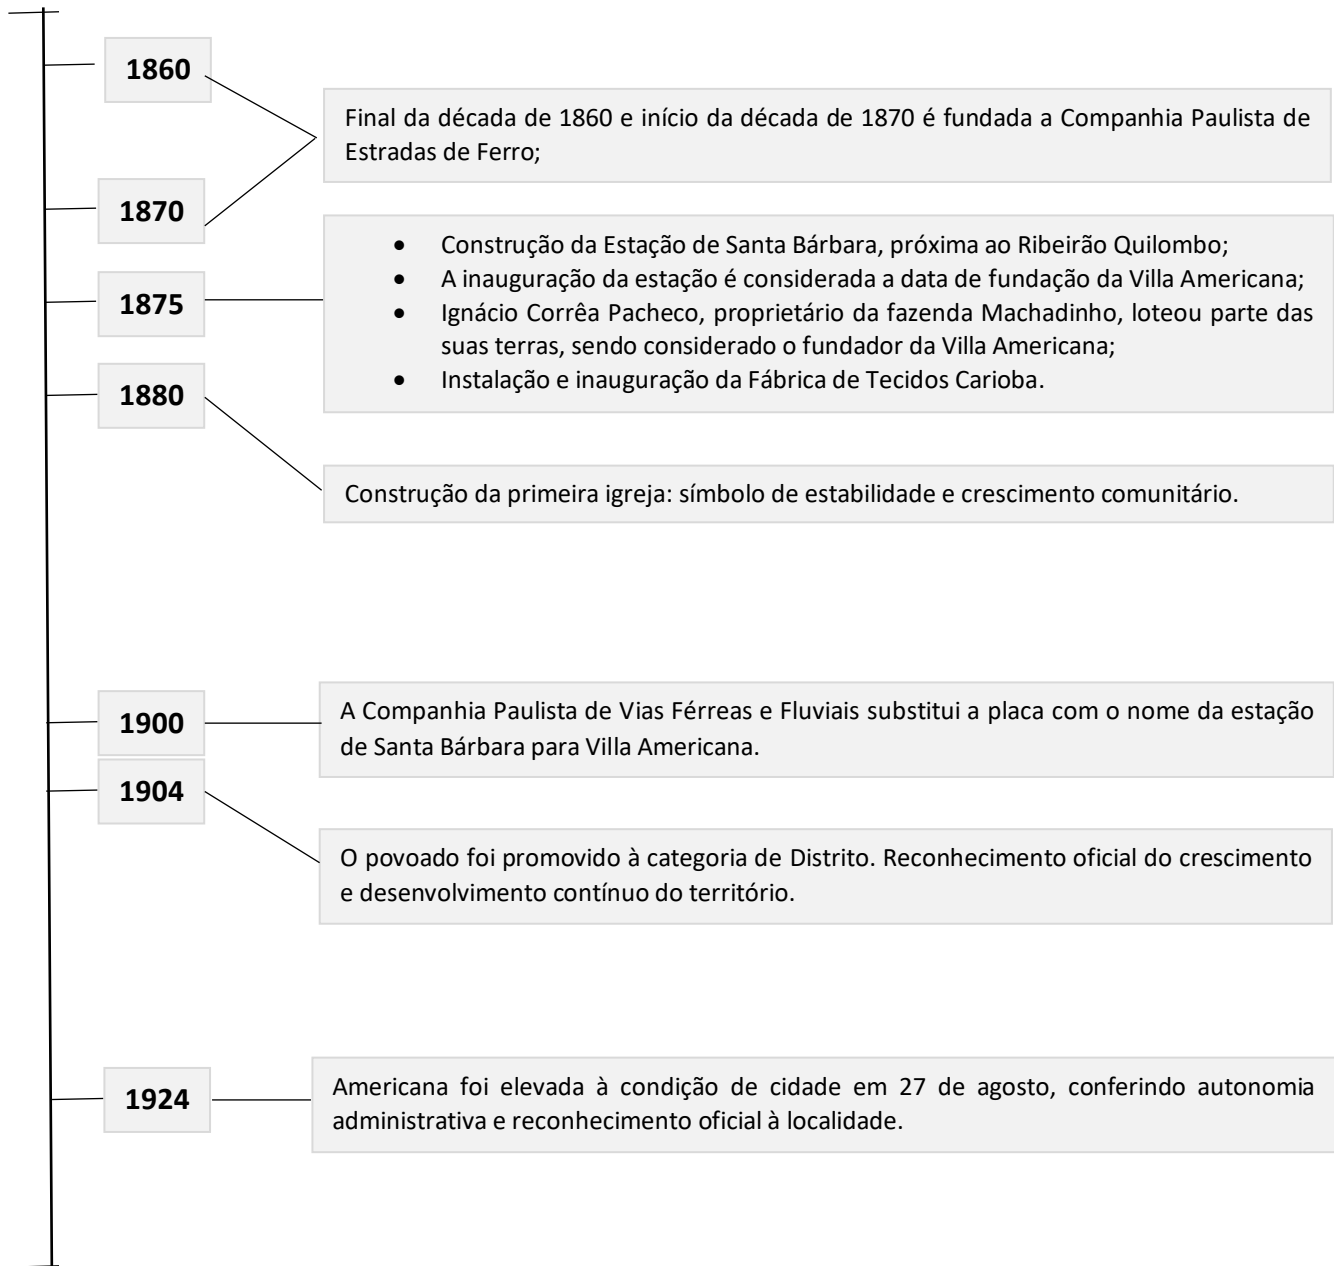 1860
Final da década de 1860 e início da década de 1870 é fundada a Companhia Paulista de
Estradas de Ferro;
1870
1875
• Construção da Estação de Santa Bárbara, próxima ao Ribeirão Quilombo;
• A inauguração da estação é considerada a data de fundação da Villa Americana;
• Ignácio Corrêa Pacheco, proprietário da fazenda Machadinho, loteou parte das
suas terras, sendo considerado o fundador da Villa Americana;
• Instalação e inauguração da Fábrica de Tecidos Carioba.
1880
Construção da primeira igreja: símbolo de estabilidade e crescimento comunitário.
1900
A Companhia Paulista de Vias Férreas e Fluviais substitui a placa com o nome da estação
de Santa Bárbara para Villa Americana.
1904
O povoado foi promovido à categoria de Distrito. Reconhecimento oficial do crescimento
e desenvolvimento contínuo do território.
1924
Americana foi elevada à condição de cidade em 27 de agosto, conferindo autonomia
administrativa e reconhecimento oficial à localidade.